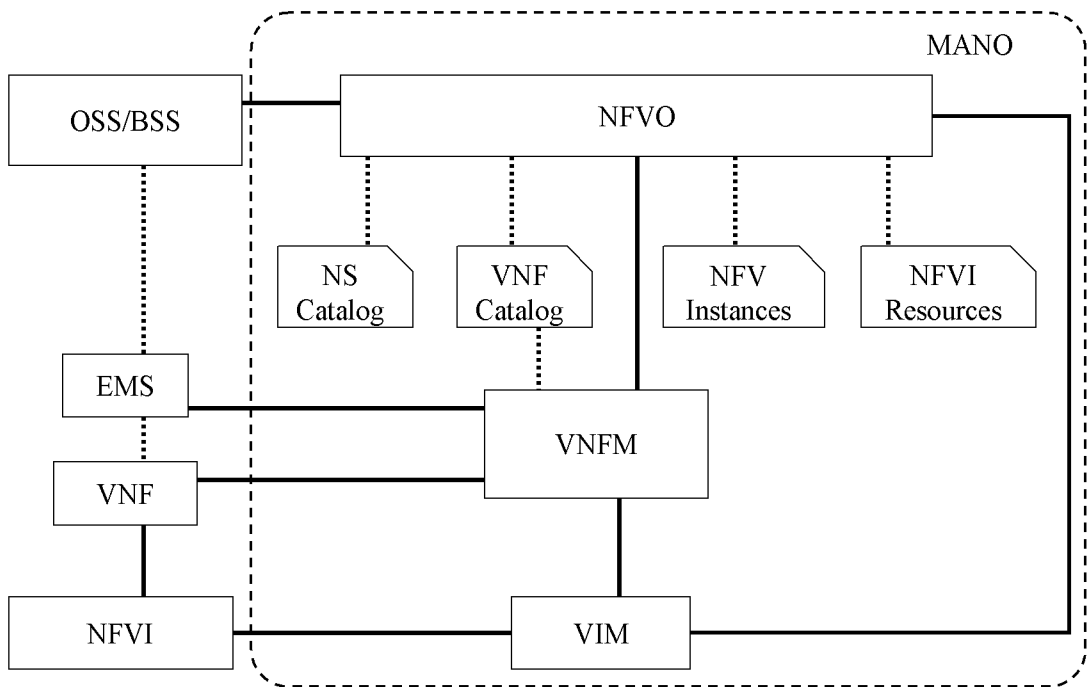 MANO
OSS/BSS
NFVO
NS
Catalog
VNF
Catalog
NFV
Instances
NFVI
Resources
EMS
VNFM
VNF
NFVI
VIM